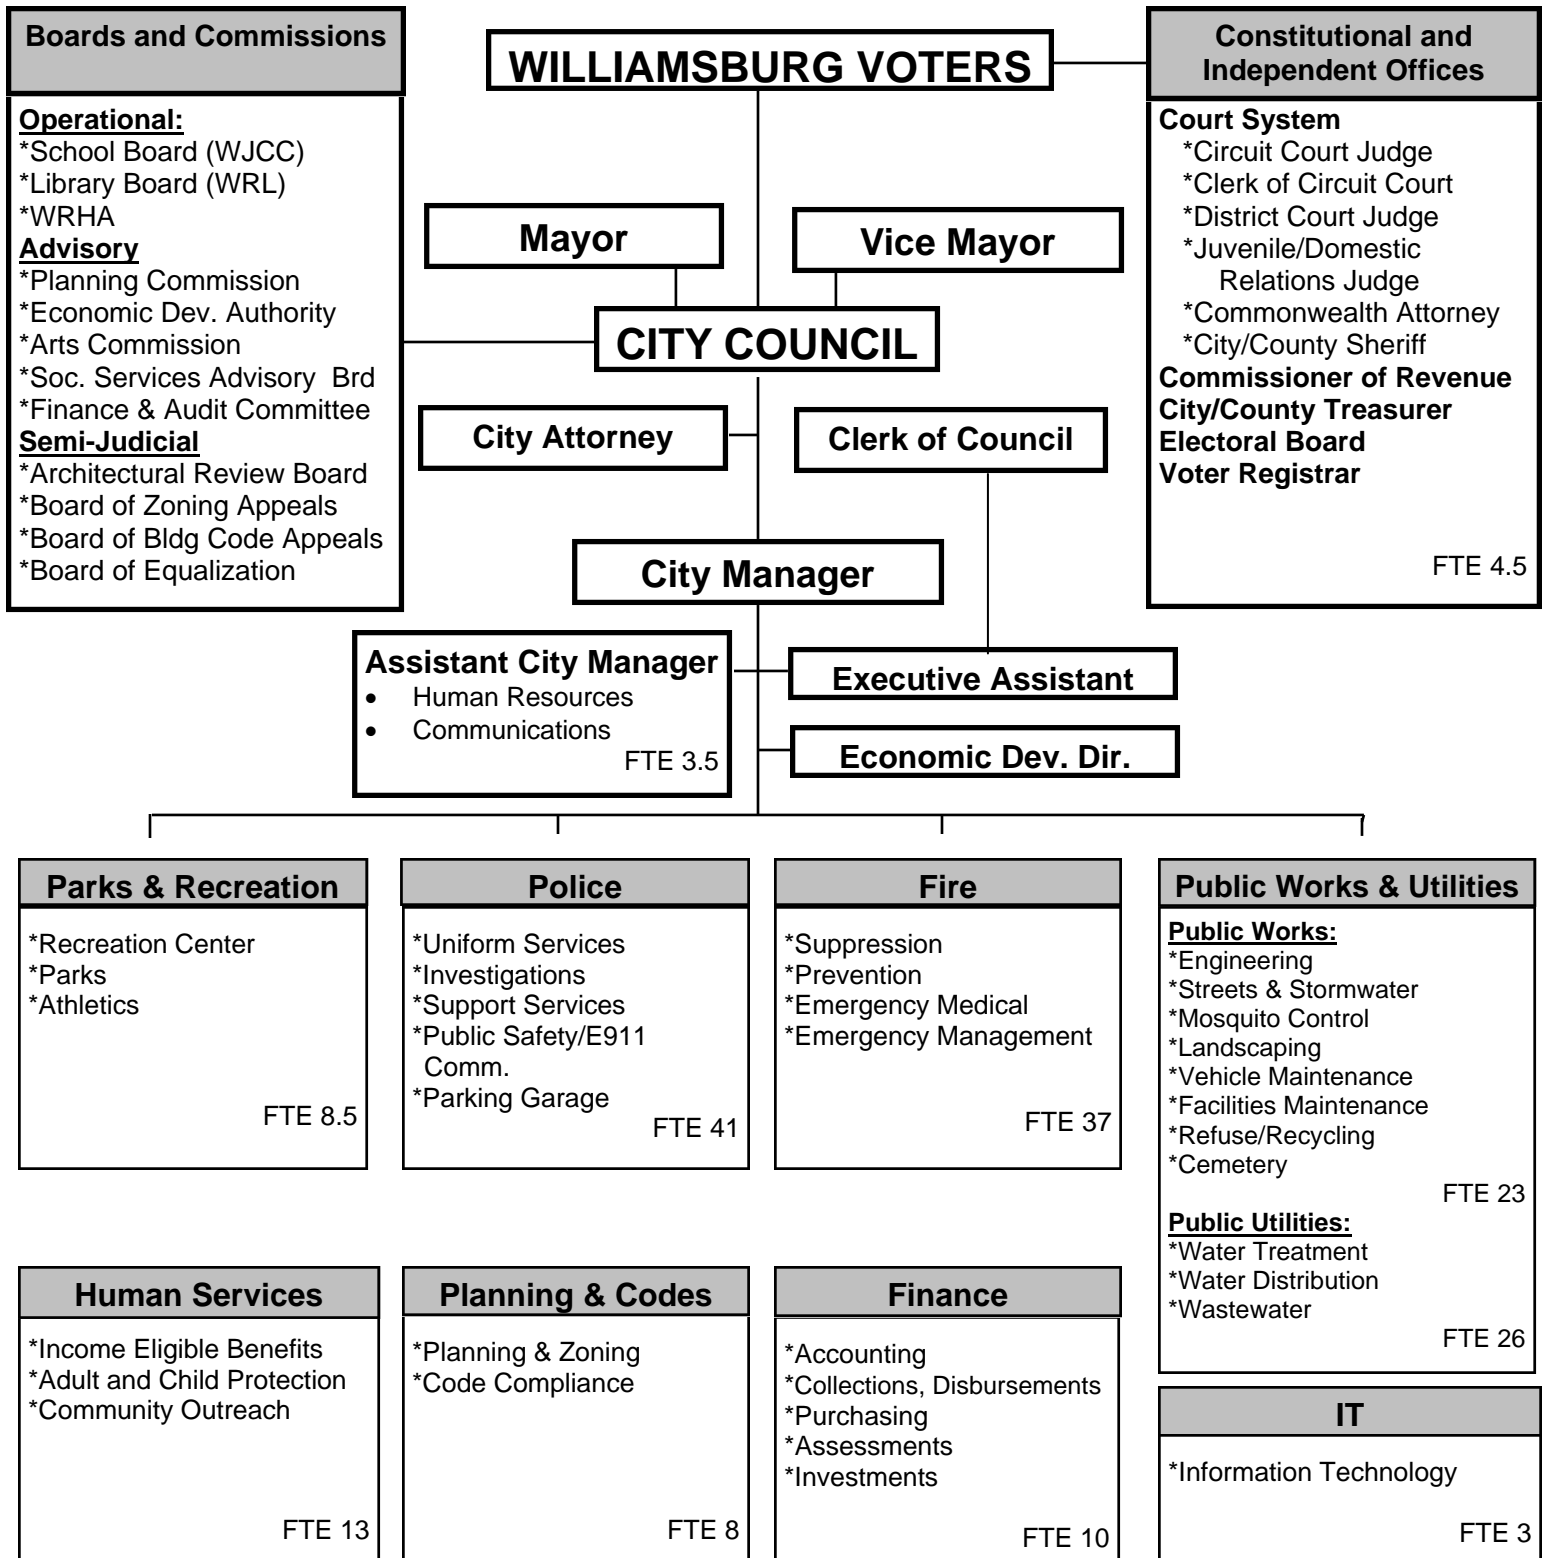 Boards and Commissions
Operational:
*School Board (WJCC)
*Library Board (WRL)
*WRHA
Advisory
*Planning Commission
*Economic Dev. Authority
*Arts Commission
*Soc. Services Advisory  Brd
*Finance & Audit Committee
Semi-Judicial
*Architectural Review Board
*Board of Zoning Appeals
*Board of Bldg Code Appeals
*Board of Equalization
WILLIAMSBURG VOTERS
Constitutional and
Independent Offices
Court System
*Circuit Court Judge
*Clerk of Circuit Court
*District Court Judge
*Juvenile/Domestic
Relations Judge
*Commonwealth Attorney
*City/County Sheriff
Commissioner of Revenue
City/County Treasurer
Electoral Board
Voter Registrar
FTE 4.5
Mayor
Vice Mayor
CITY COUNCIL
City Attorney
Clerk of Council
City Manager
Assistant City Manager
• Human Resources
• Communications
FTE 3.5
Executive Assistant
Economic Dev. Dir.
Parks & Recreation
*Recreation Center
*Parks
*Athletics
FTE 8.5
Police
*Uniform Services
*Investigations
*Support Services
*Public Safety/E911
Comm.
*Parking Garage
FTE 41
Fire
*Suppression
*Prevention
*Emergency Medical
*Emergency Management
FTE 37
Public Works & Utilities
Public Works:
*Engineering
*Streets & Stormwater
*Mosquito Control
*Landscaping
*Vehicle Maintenance
*Facilities Maintenance
*Refuse/Recycling
*Cemetery
FTE 23
Public Utilities:
*Water Treatment
*Water Distribution
*Wastewater
FTE 26
Human Services
*Income Eligible Benefits
*Adult and Child Protection
*Community Outreach
FTE 13
Planning & Codes
*Planning & Zoning
*Code Compliance
FTE 8
Finance
*Accounting
*Collections, Disbursements
*Purchasing
*Assessments
*Investments
FTE 10
IT
*Information Technology
FTE 3